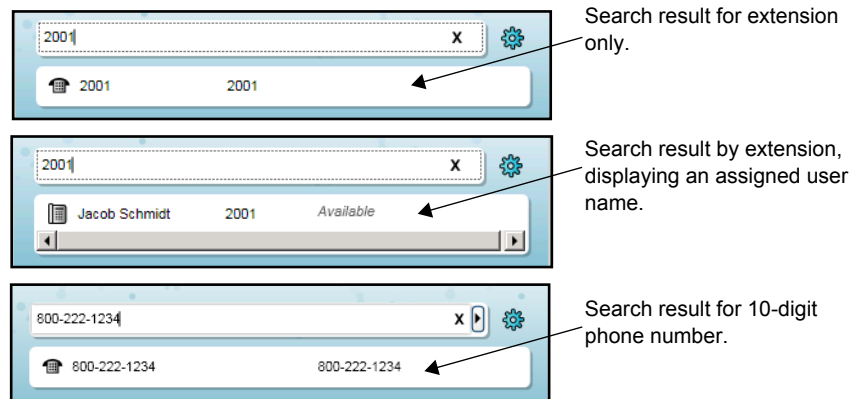 2001 X
Search result for extension
only.
2001 2001
2001 X
Search result by extension,
displaying an assigned user
name.
Jacob Schmidt 2001 Available
800-222-1234 X
Search result for 10-digit
phone number.
800-222-1234 800-222-1234